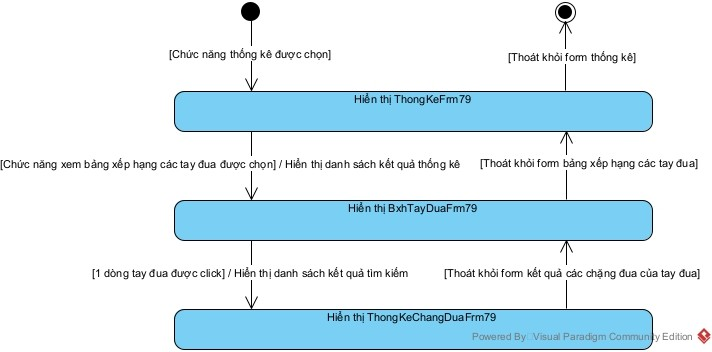 [Chức năng thống kê được chọn]
[Thoát khỏi form thống kê]
Hiển thị ThongKeFrm79
[Chức năng xem bảng xếp hạng các tay đua được chọn] / Hiển thị danh sách kết quả thống kê
[Thoát khỏi form bảng xếp hạng các tay đua]
Hiển thị BxhTayDuaFrm79
[1 dòng tay đua được click] / Hiển thị danh sách kết quả tìm kiếm
[Thoát khỏi form kết quả các chặng đua của tay đua]
Hiển thị ThongKeChangDuaFrm79
Powered By Visual Paradigm Community Edition